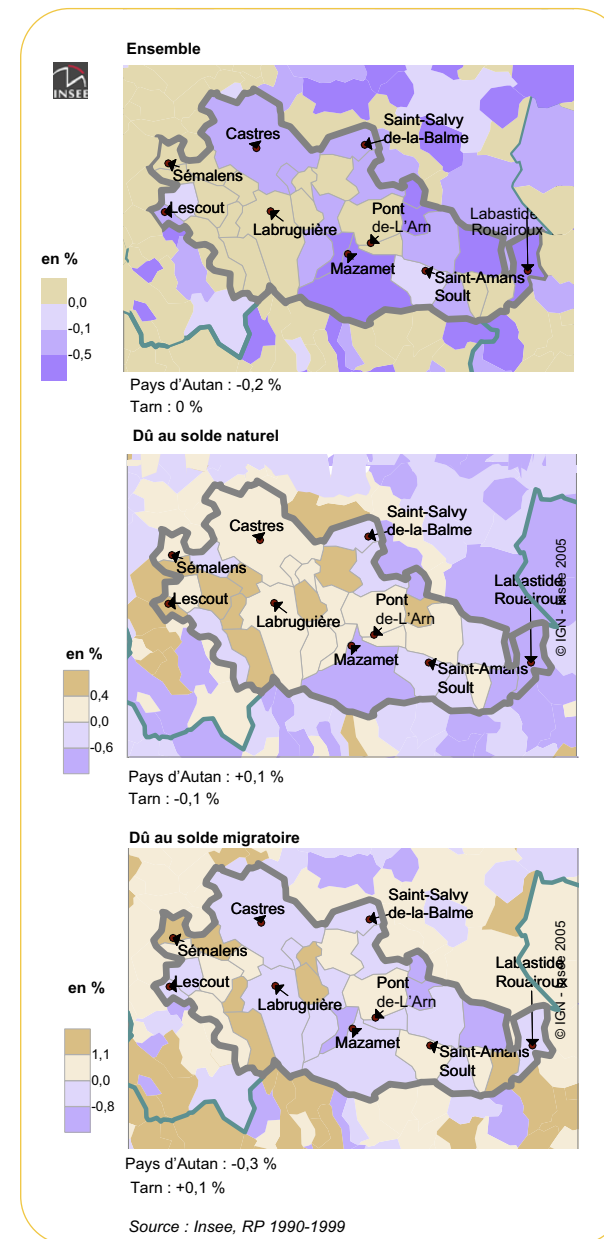 Ensemble
INSEE
Castres
Saint-Salvy
de-la-Balme
Sémalens
Lescout
Labruguière
Pont
de-L'Arn
Labastide
Rouairoux
Mazamet
Saint-Amans
Soult
en %
0,0
-0,1
-0,5
Pays d'Autan : -0,2 %
Tarn : 0 %
Dû au solde naturel
Castres
Saint-Salvy
de-la-Balme
Sémalens
Lescout
Labruguière
Pont
de-L'Arn
Labastide
Rouairoux
Mazamet
Saint-Amans
Soult
© IGN - Insee 2005
en %
0,4
0,0
-0,6
Pays d'Autan : +0,1 %
Tarn : -0,1 %
Dû au solde migratoire
Castres
Saint-Salvy
de-la-Balme
Sémalens
Lescout
Labruguière
Pont
de-L'Arn
Labastide
Rouairoux
Mazamet
Saint-Amans
Soult
© IGN - Insee 2005
en %
1,1
0,0
-0,8
Pays d'Autan : -0,3 %
Tarn : +0,1 %
Source : Insee, RP 1990-1999